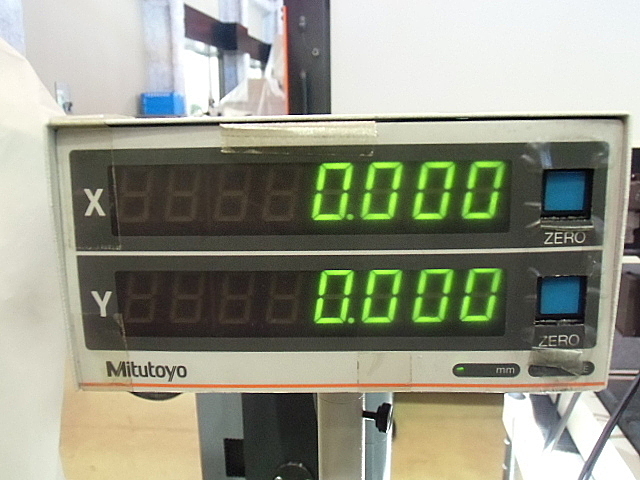 X 0.000
ZERO
Y 0.000
ZERO
Mitutoyo mm